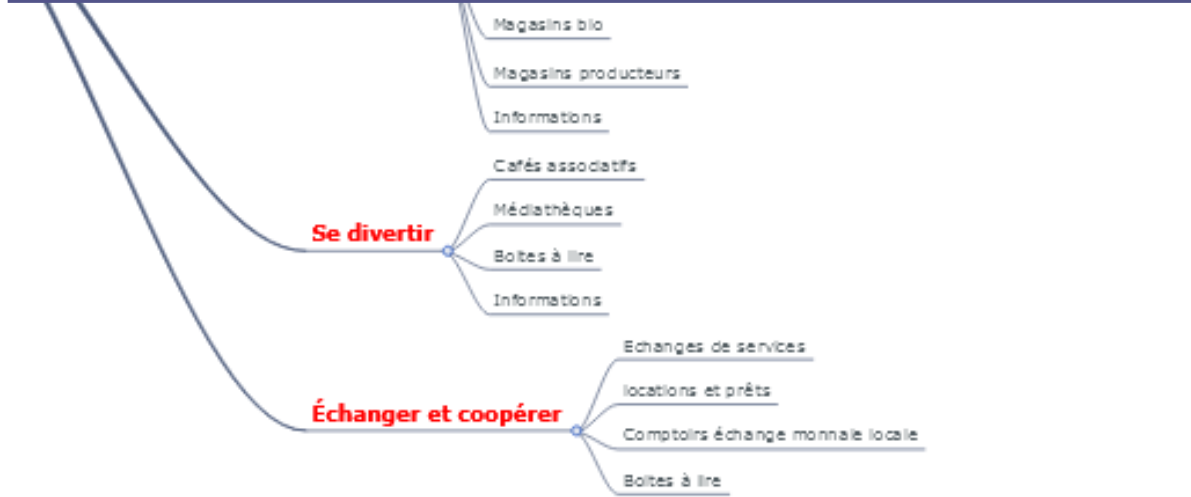 Magasins bio
Magasins producteurs
Informations
Se divertir
Cafés associatifs
Médiathèques
Boites à lire
Informations
Échanger et coopérer
Echanges de services
locations et prêts
Comptoirs échange monnaie locale
Boites à lire